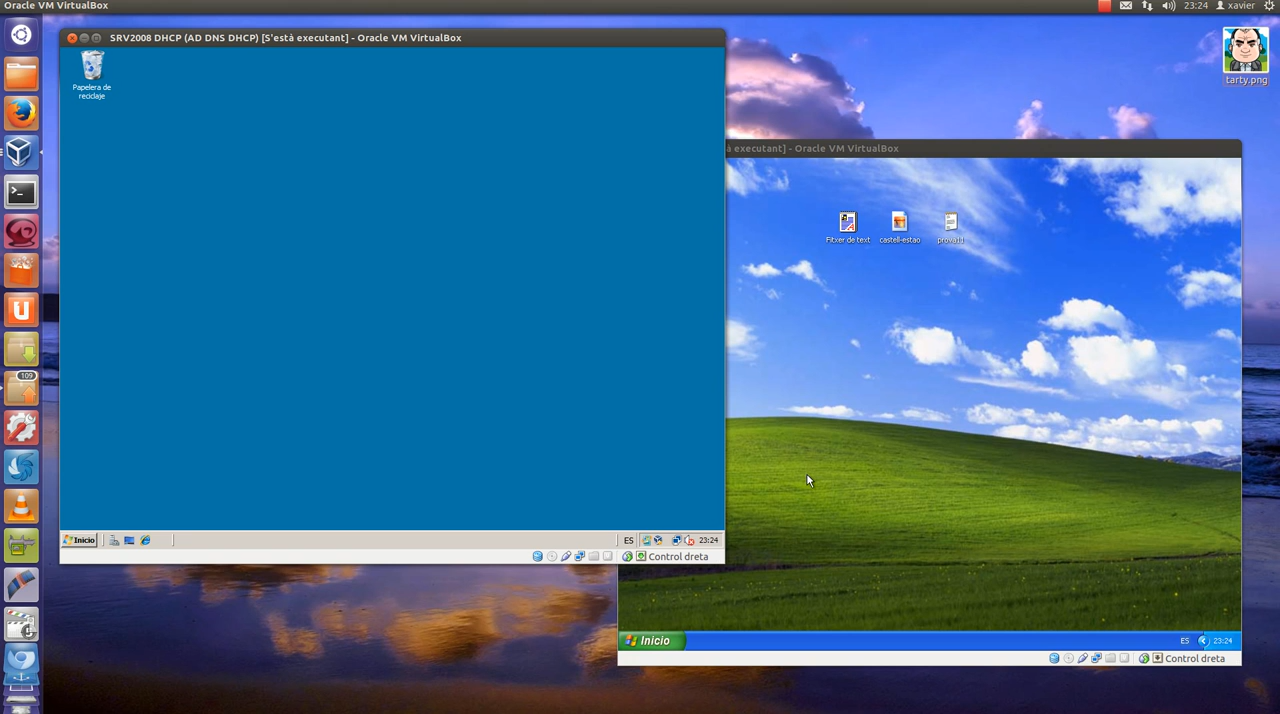 Oracle VM VirtualBox
23:24
xavier
SRV2008 DHCP (AD DNS DHCP) [S'està executant] - Oracle VM VirtualBox
Papelera de
reciclaje
tarty.png
à executant] - Oracle VM VirtualBox
Fitxer de text
castell-estao
prova11
109
Inicio
ES
23:24
Control dreta
Inicio
ES
23:24
Control dreta